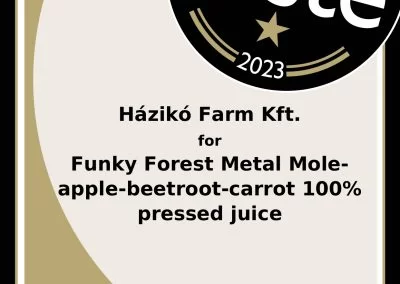 2023
Házikó Farm Kft.
for
Funky Forest Metal Mole-
apple-beetroot-carrot 100%
pressed juice